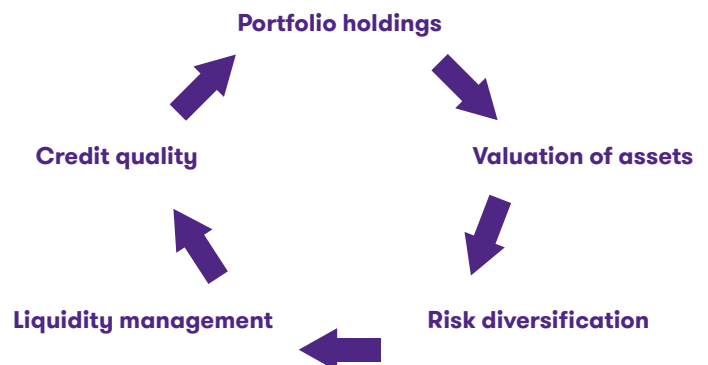 Portfolio holdings
Credit quality
Valuation of assets
Liquidity management
Risk diversification